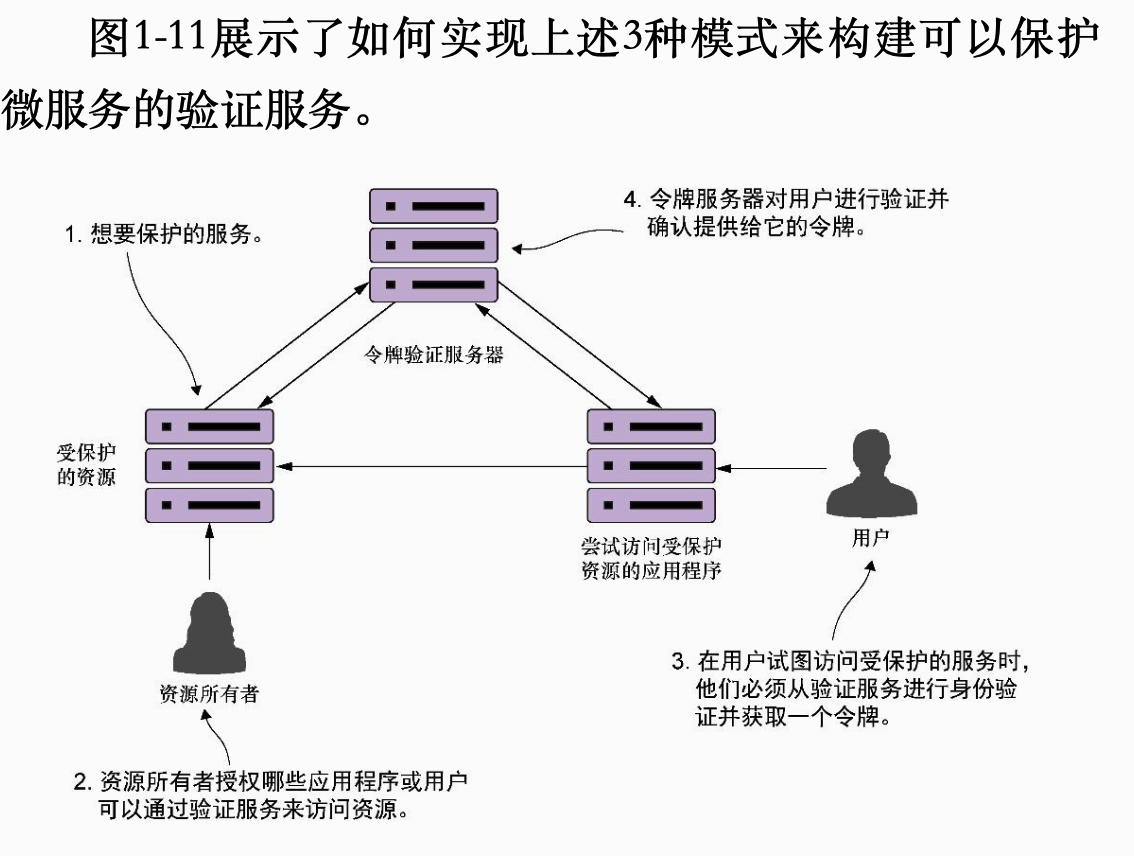 图1-11展示了如何实现上述3种模式来构建可以保护
微服务的验证服务。
1. 想要保护的服务。
4. 令牌服务器对用户进行验证并
确认提供给它的令牌。
令牌验证服务器
受保护
的资源
尝试访问受保护
资源的应用程序
用户
资源所有者
3. 在用户试图访问受保护的服务时，
他们必须从验证服务进行身份验
证并获取一个令牌。
2. 资源所有者授权哪些应用程序或用户
可以通过验证服务来访问资源。